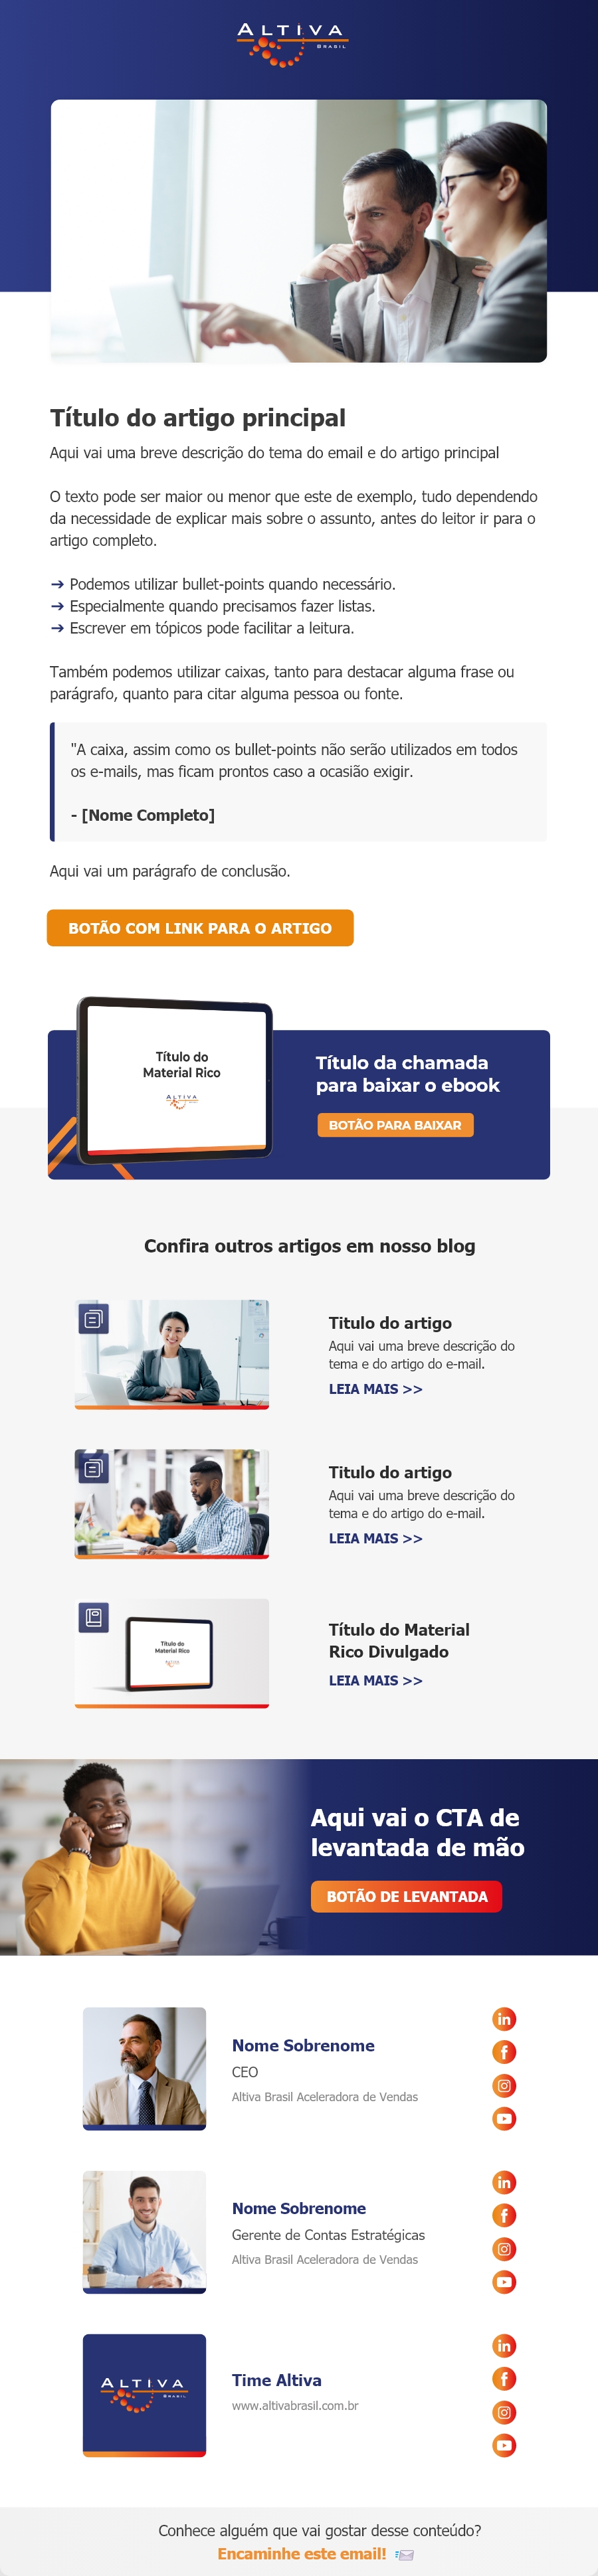 ALTIVA
BRASIL
Título do artigo principal
Aqui vai uma breve descrição do tema do email e do artigo principal
O texto pode ser maior ou menor que este de exemplo, tudo dependendo
da necessidade de explicar mais sobre o assunto, antes do leitor ir para o
artigo completo.
➔ Podemos utilizar bullet-points quando necessário.
➔ Especialmente quando precisamos fazer listas.
➔ Escrever em tópicos pode facilitar a leitura.
Também podemos utilizar caixas, tanto para destacar alguma frase ou
parágrafo, quanto para citar alguma pessoa ou fonte.
"A caixa, assim como os bullet-points não serão utilizados em todos
os e-mails, mas ficam prontos caso a ocasião exigir.
- [Nome Completo]
Aqui vai um parágrafo de conclusão.
BOTÃO COM LINK PARA O ARTIGO
Título do
Material Rico
ALTIVA
Título da chamada
para baixar o ebook
BOTÃO PARA BAIXAR
Confira outros artigos em nosso blog
Titulo do artigo
Aqui vai uma breve descrição do
tema e do artigo do e-mail.
LEIA MAIS >>
Titulo do artigo
Aqui vai uma breve descrição do
tema e do artigo do e-mail.
LEIA MAIS >>
Título do
Material Rico
Título do Material
Rico Divulgado
LEIA MAIS >>
Aqui vai o CTA de
levantada de mão
BOTÃO DE LEVANTADA
Nome Sobrenome
CEO
Altiva Brasil Aceleradora de Vendas
Nome Sobrenome
Gerente de Contas Estratégicas
Altiva Brasil Aceleradora de Vendas
ALTIVA
BRASIL
Time Altiva
www.altivabrasil.com.br
Conhece alguém que vai gostar desse conteúdo?
Encaminhe este email!